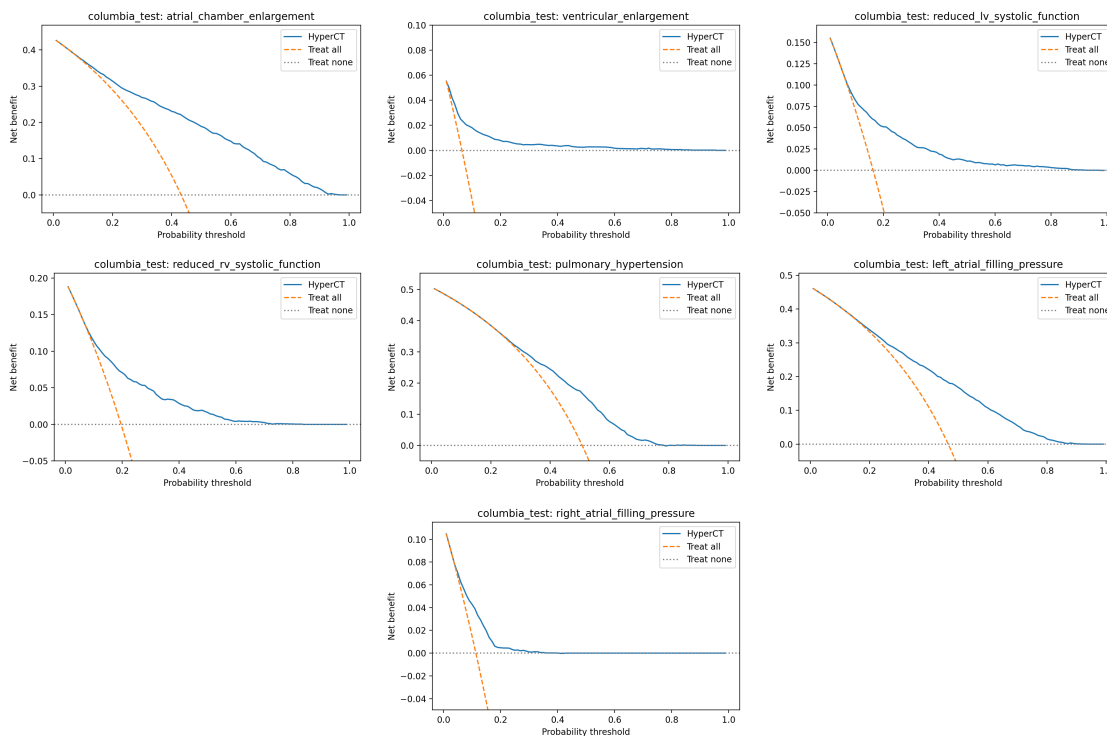 columbia_test: atrial_chamber_enlargement
HyperCT
Treat all
Treat none
Net benefit
0.4
0.3
0.2
0.1
0.0
0.0 0.2 0.4 0.6 0.8 1.0
Probability threshold
columbia_test: ventricular_enlargement
HyperCT
Treat all
Treat none
Net benefit
0.10
0.08
0.06
0.04
0.02
0.00
−0.02
−0.04
0.0 0.2 0.4 0.6 0.8 1.0
Probability threshold
columbia_test: reduced_lv_systolic_function
HyperCT
Treat all
Treat none
Net benefit
0.150
0.125
0.100
0.075
0.050
0.025
0.000
−0.025
−0.050
0.0 0.2 0.4 0.6 0.8 1.
Probability threshold
columbia_test: reduced_rv_systolic_function
HyperCT
Treat all
Treat none
Net benefit
0.20
0.15
0.10
0.05
0.00
−0.05
0.0 0.2 0.4 0.6 0.8 1.0
Probability threshold
columbia_test: pulmonary_hypertension
HyperCT
Treat all
Treat none
Net benefit
0.5
0.4
0.3
0.2
0.1
0.0
0.0 0.2 0.4 0.6 0.8 1.0
Probability threshold
columbia_test: left_atrial_filling_pressure
HyperCT
Treat all
Treat none
Net benefit
0.5
0.4
0.3
0.2
0.1
0.0
0.0 0.2 0.4 0.6 0.8 1.
Probability threshold
columbia_test: right_atrial_filling_pressure
HyperCT
Treat all
Treat none
Net benefit
0.10
0.08
0.06
0.04
0.02
0.00
−0.02
−0.04
0.0 0.2 0.4 0.6 0.8 1.0
Probability threshold